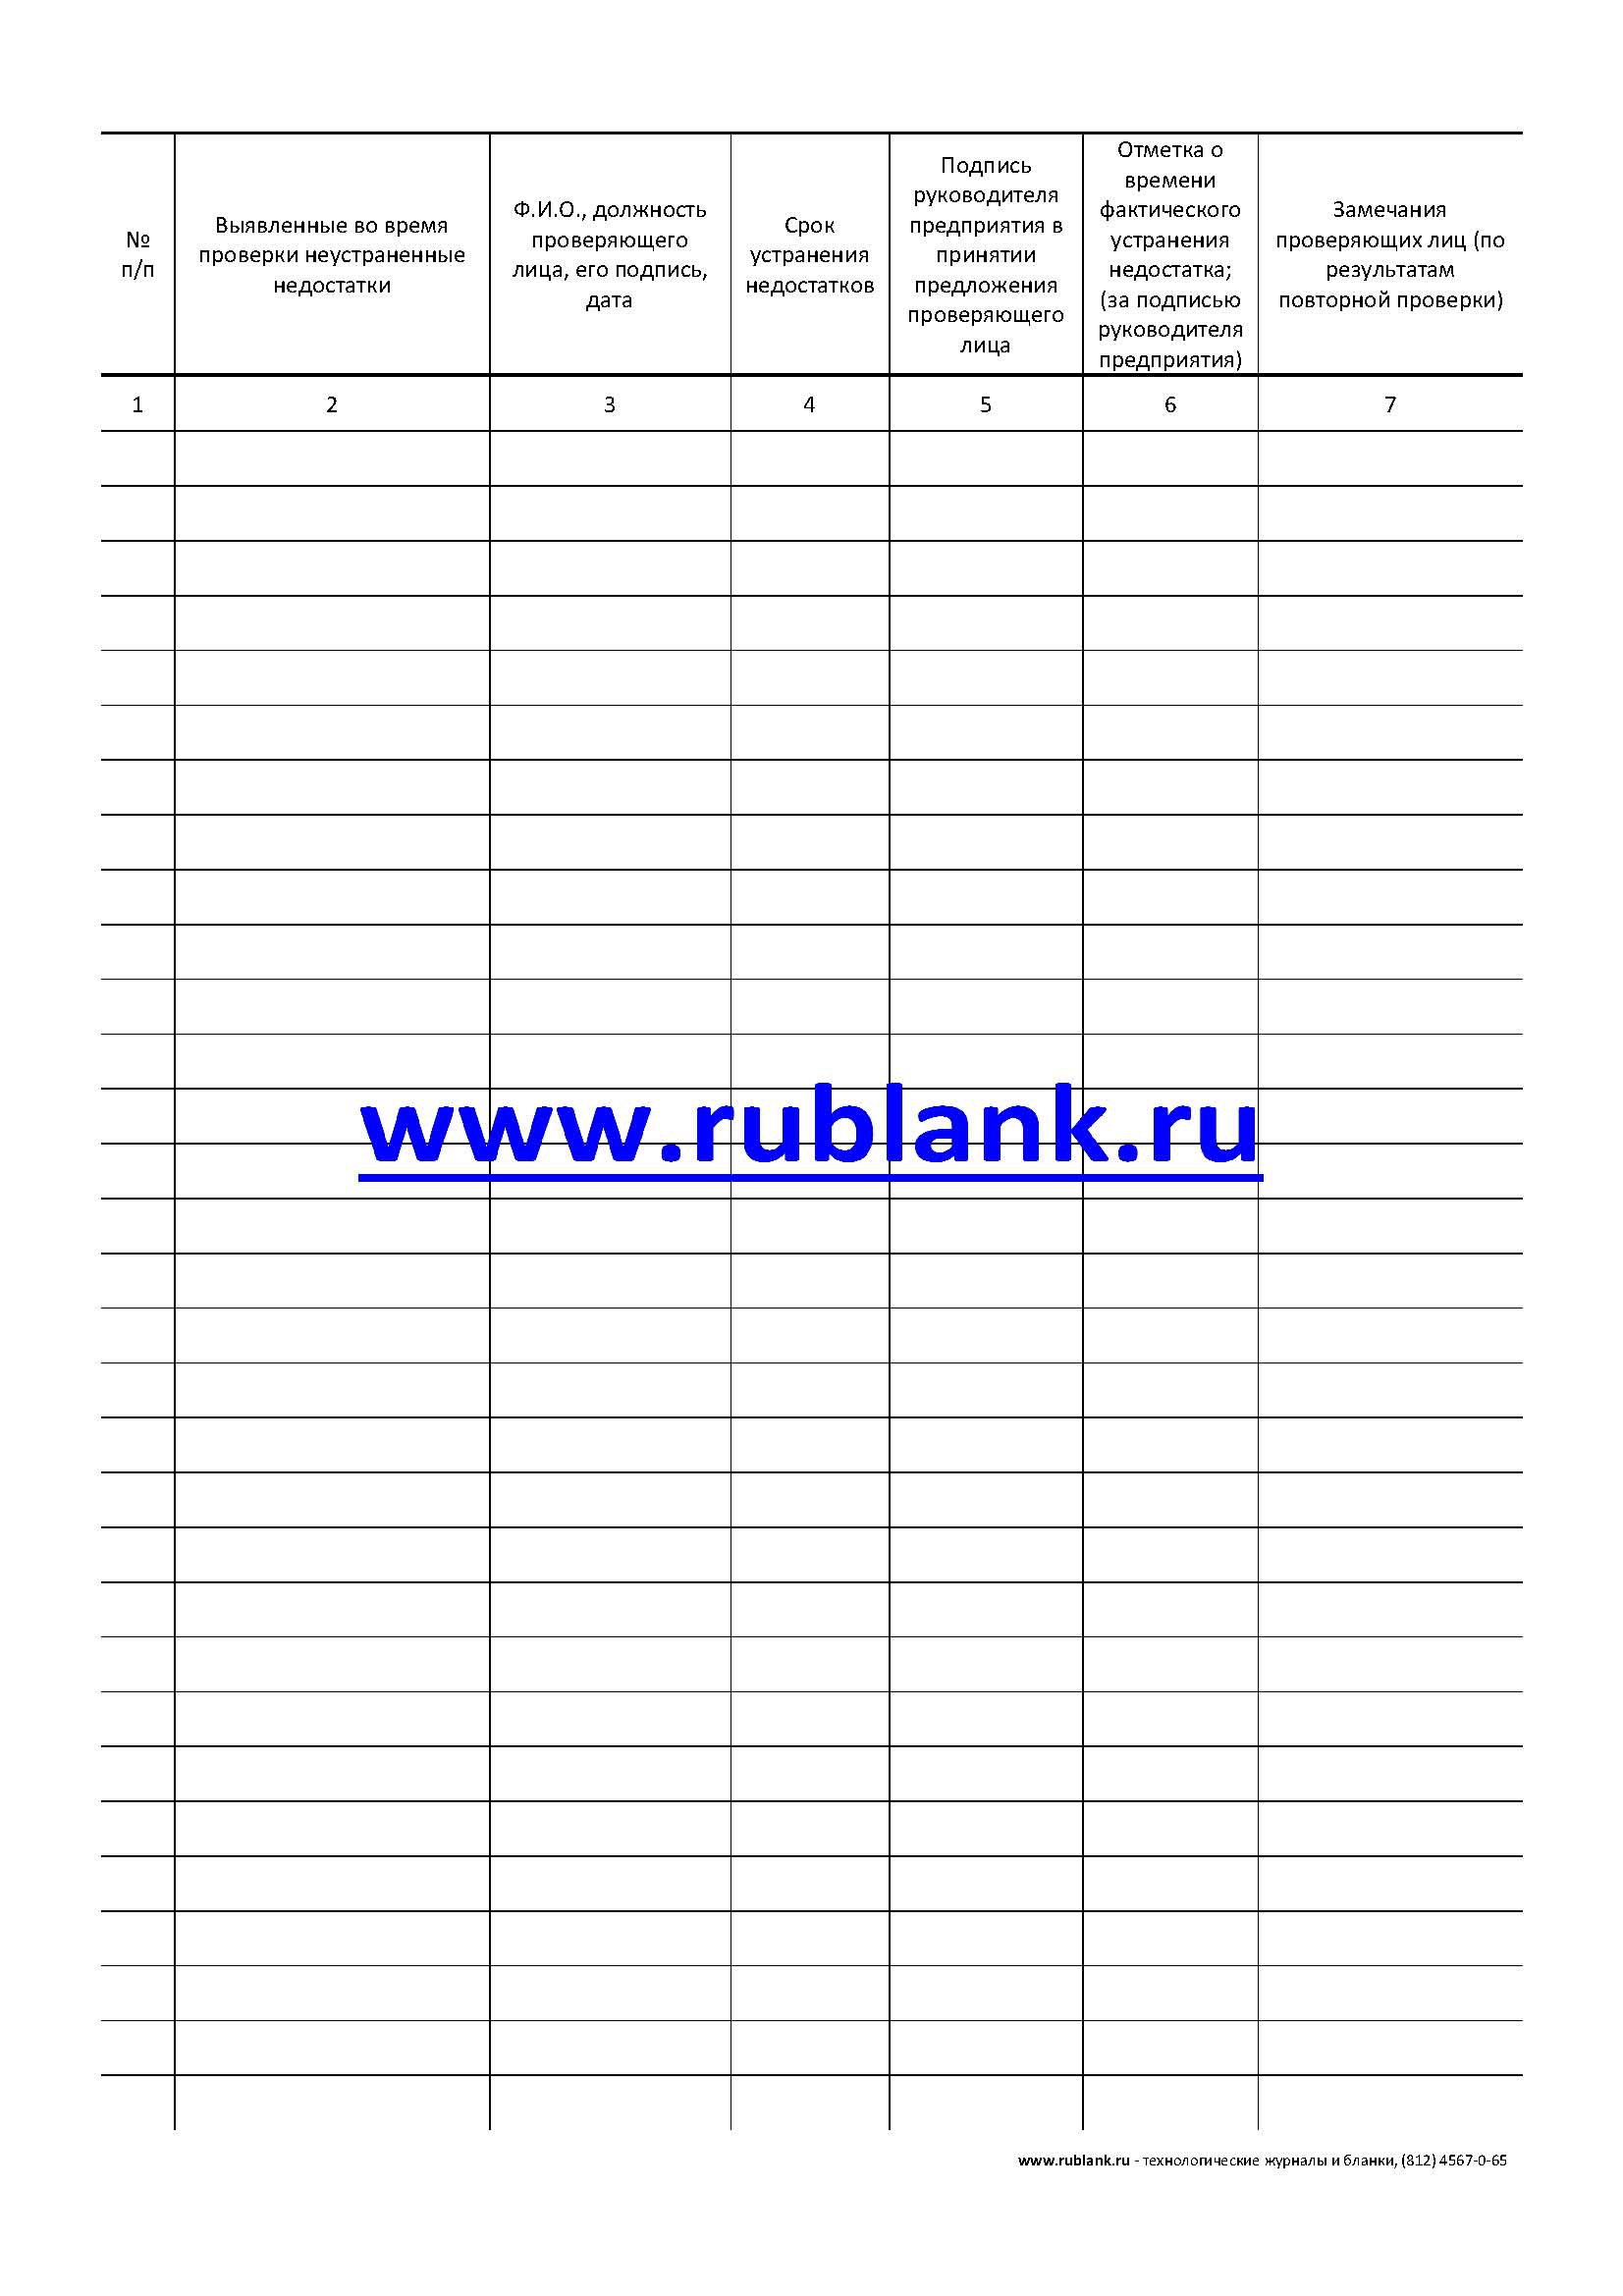 №
п/п
Выявленные во время
проверки неустраненные
недостатки
Ф.И.О., должность
проверяющего
лица, его подпись,
дата
Срок
устранения
недостатков
Подпись
руководителя
предприятия в
принятии
предложения
проверяющего
лица
Отметка о
времени
фактического
устранения
недостатка;
(за подписью
руководителя
предприятия)
Замечания
проверяющих лиц (по
результатам
повторной проверки)
1 2 3 4 5 6 7
www.rublank.ru
www.rublank.ru - технологические журналы и бланки, (812) 4567-0-65